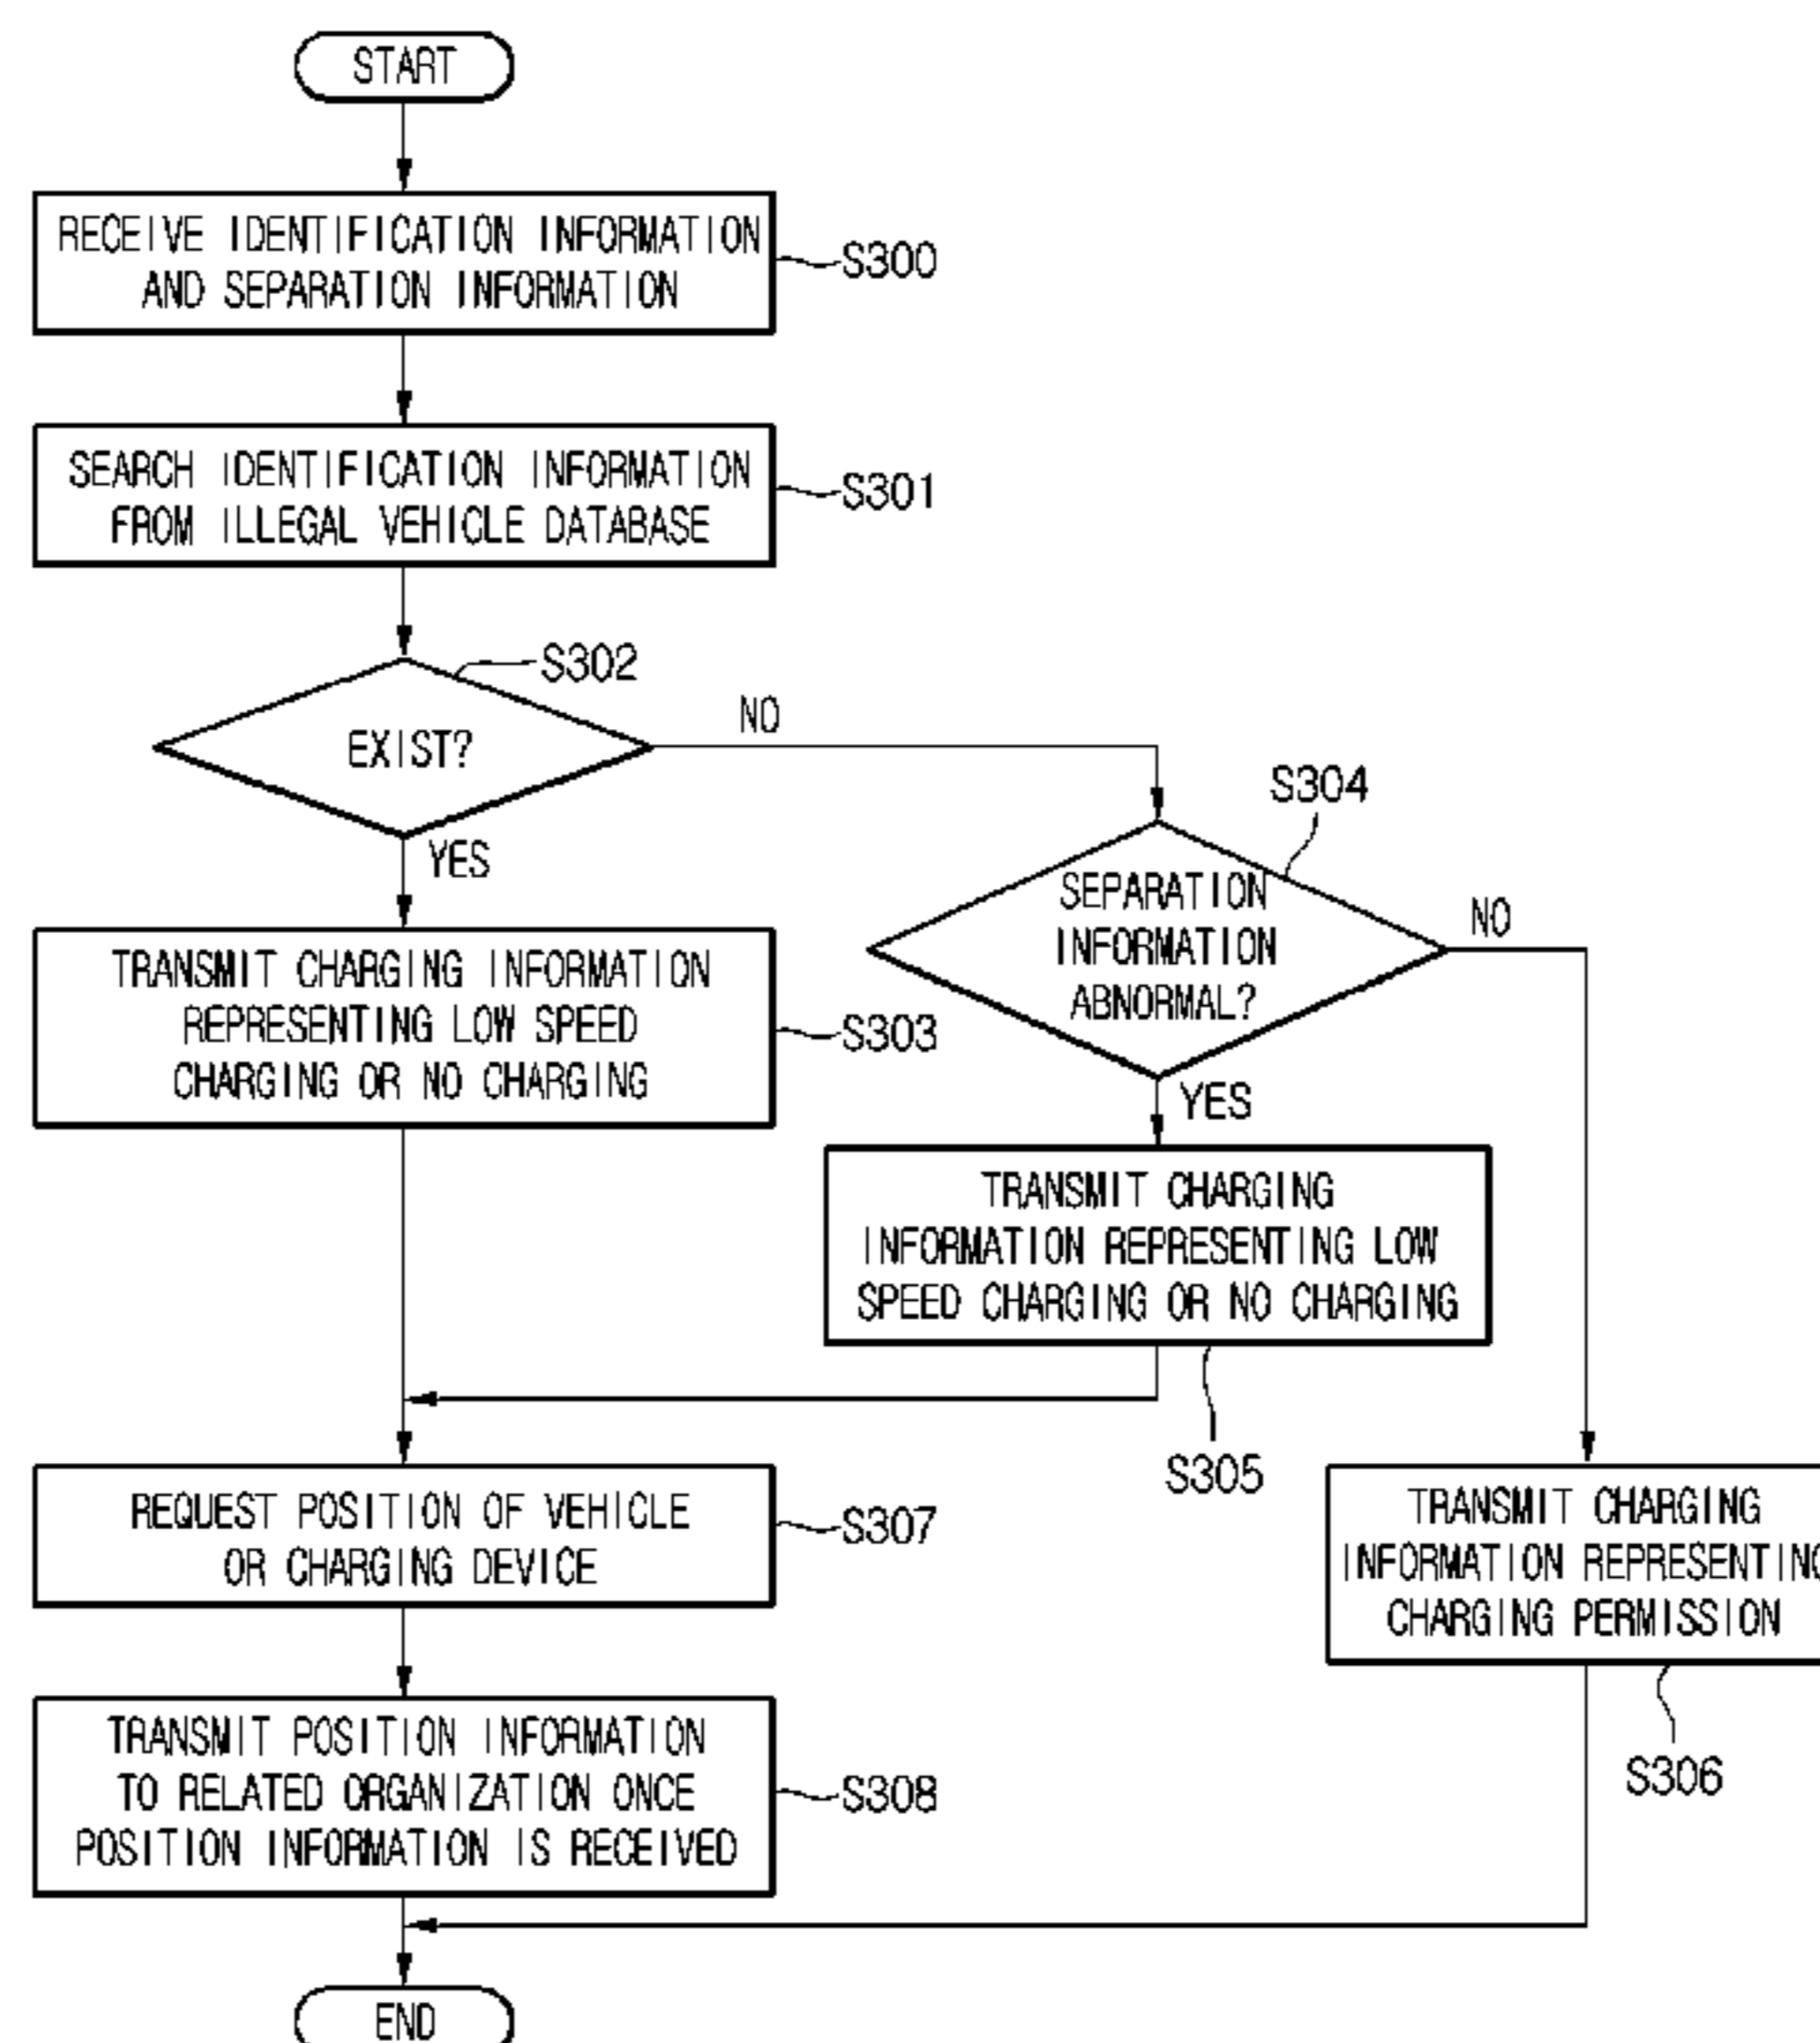 START
RECEIVE IDENTIFICATION INFORMATION
AND SEPARATION INFORMATION
S300
SEARCH IDENTIFICATION INFORMATION
FROM ILLEGAL VEHICLE DATABASE
S301
S302
EXIST?
NO
YES
S304
SEPARATION
INFORMATION
ABNORMAL?
NO
YES
TRANSMIT CHARGING INFORMATION
REPRESENTING LOW SPEED
CHARGING OR NO CHARGING
S303
TRANSMIT CHARGING
INFORMATION REPRESENTING LOW
SPEED CHARGING OR NO CHARGING
S305
REQUEST POSITION OF VEHICLE
OR CHARGING DEVICE
S307
TRANSMIT CHARGING
INFORMATION REPRESENTING
CHARGING PERMISSION
S306
TRANSMIT POSITION INFORMATION
TO RELATED ORGANIZATION ONCE
POSITION INFORMATION IS RECEIVED
S308
END